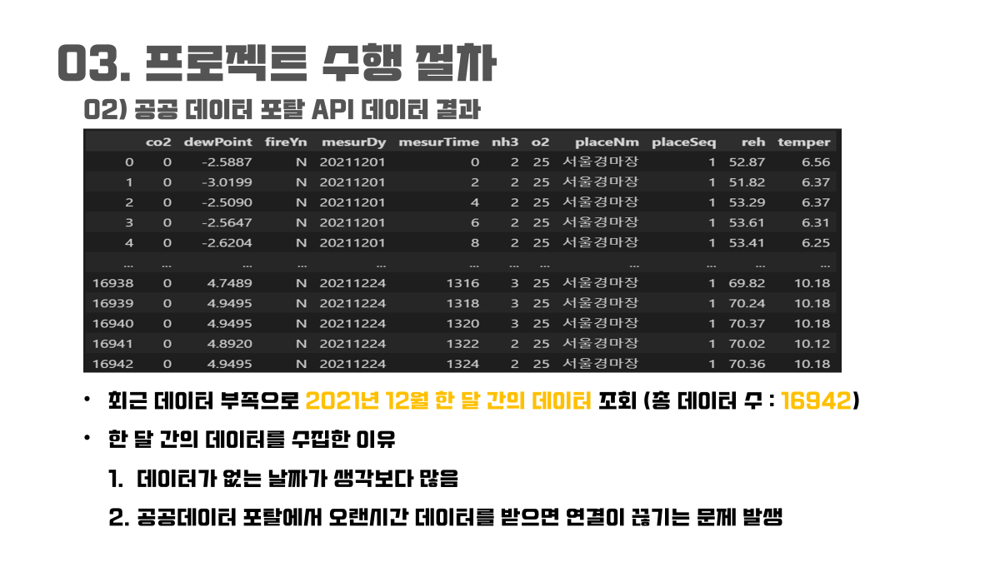 03. 프로젝트 수행 절차
02) 공공 데이터 포탈 API 데이터 결과
co2 dewPoint fireYn mesurDy mesurTime nh3 o2 placeNm placeSeq reh temper
0 0 -2.5887 N 20211201 0 2 25 서울경마장 1 52.87 6.56
1 0 -3.0199 N 20211201 2 2 25 서울경마장 1 51.82 6.37
2 0 -2.5090 N 20211201 4 2 25 서울경마장 1 53.29 6.37
3 0 -2.5647 N 20211201 6 2 25 서울경마장 1 53.61 6.31
4 0 -2.6204 N 20211201 8 2 25 서울경마장 1 53.41 6.25
... ... ... ... ... ... ... ... ... ... ... ...
16938 0 4.7489 N 20211224 1316 3 25 서울경마장 1 69.82 10.18
16939 0 4.9495 N 20211224 1318 3 25 서울경마장 1 70.24 10.18
16940 0 4.9495 N 20211224 1320 3 25 서울경마장 1 70.37 10.18
16941 0 4.8920 N 20211224 1322 2 25 서울경마장 1 70.02 10.12
16942 0 4.9495 N 20211224 1324 2 25 서울경마장 1 70.36 10.18
• 최근 데이터 부족으로 2021년 12월 한 달 간의 데이터 조회 (총 데이터 수 : 16942)
• 한 달 간의 데이터를 수집한 이유
1. 데이터가 없는 날짜가 생각보다 많음
2. 공공데이터 포탈에서 오랜시간 데이터를 받으면 연결이 끊기는 문제 발생